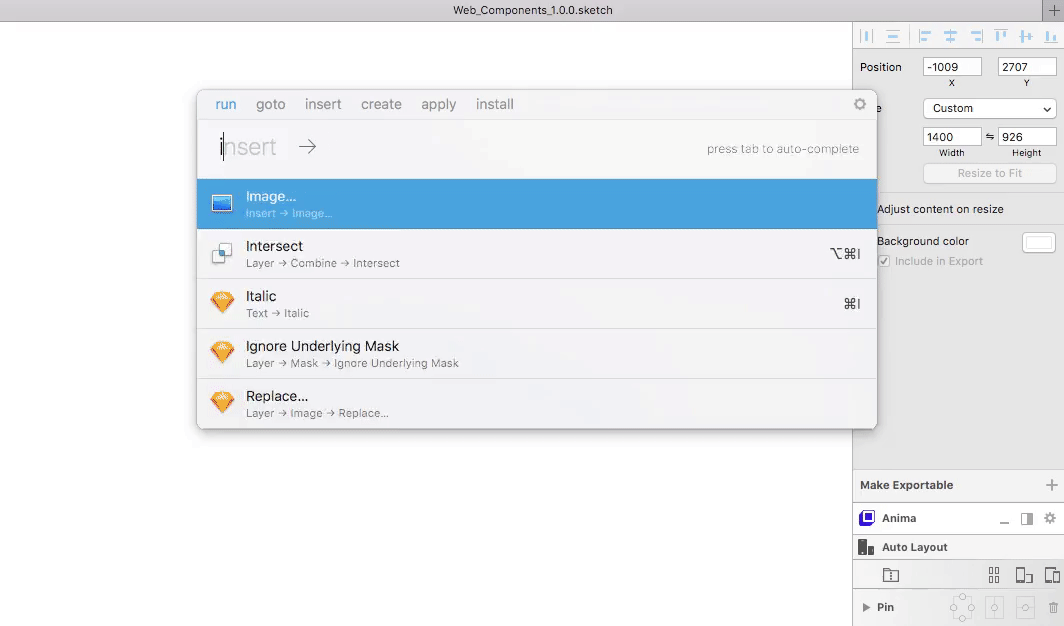 Web_Components_1.0.0.sketch
Position
-1009
2707
X
Y
run goto insert create apply install
e
Custom
insert →
press tab to auto-complete
1400
926
Width
Height
Resize to Fit
Image...
Insert → Image...
Adjust content on resize
Intersect
Layer → Combine → Intersect
⌥⌘I
Background color
Include in Export
Italic
Text → Italic
⌘I
Ignore Underlying Mask
Layer → Mask → Ignore Underlying Mask
Replace...
Layer → Image → Replace...
Make Exportable
Anima
Auto Layout
Pin